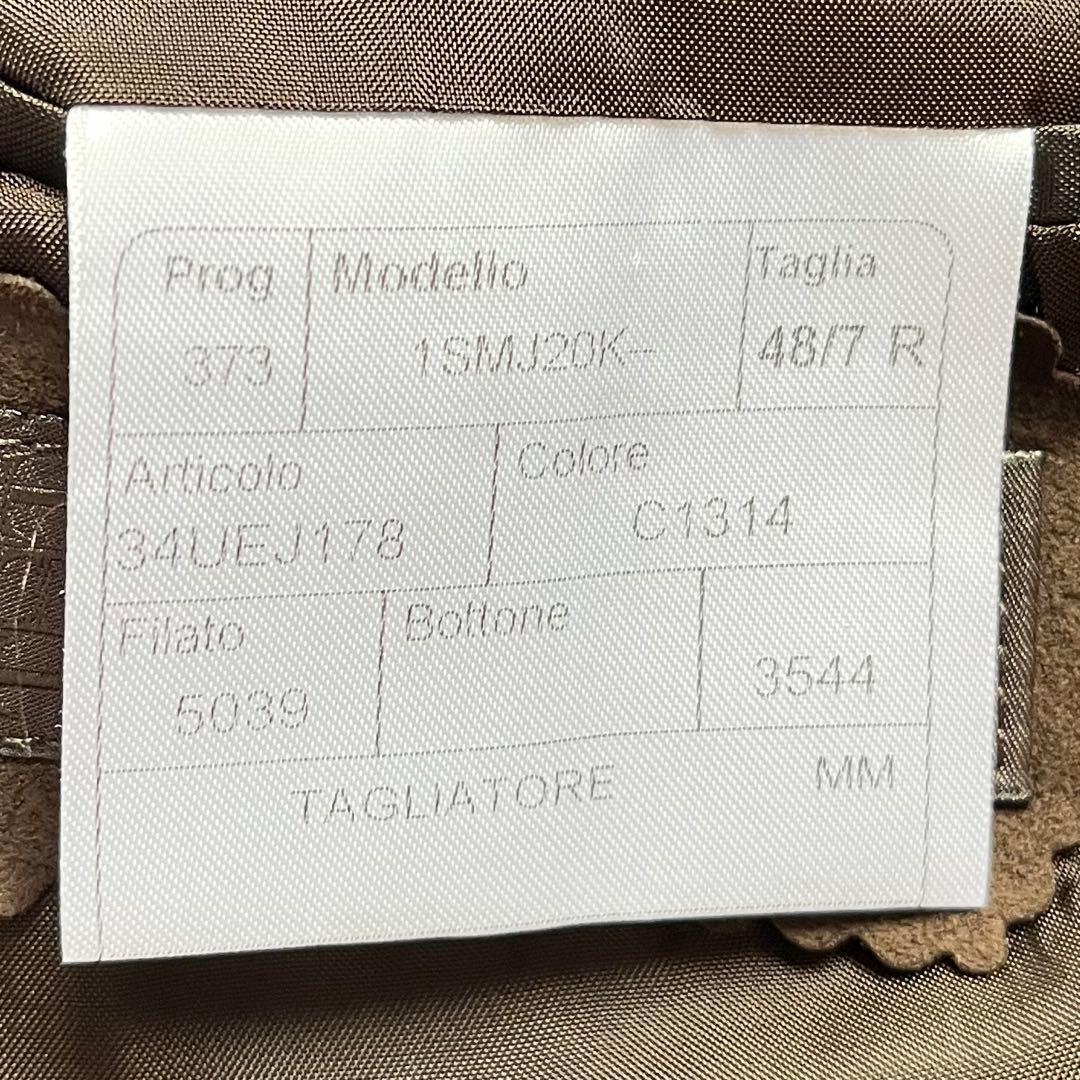 Prog Modello Taglia
373 1SMJ20K-- 48/7 R
Articolo Colore
34UEJ178 C1314
Filato Bottone
5039 3544
TAGLIATORE MM